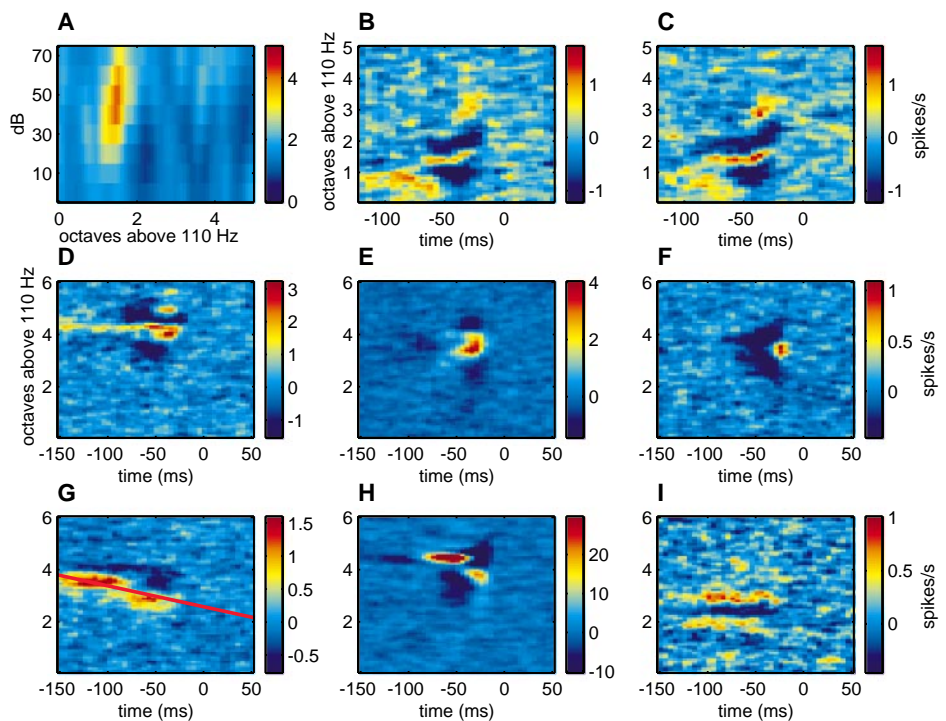 A B C
70 50 30 10
dB
0 2 4
octaves above 110 Hz
4 2 0
octaves above 110 Hz
5 4 3 2 1
-100 -50 0
time (ms)
1 0 -1
5 4 3 2 1
-100 -50 0
time (ms)
1 0 -1
spikes/s
D E F
octaves above 110 Hz
6 4 2
-150 -100 -50 0 50
time (ms)
3 2 1 0 -1
6 4 2
-150 -100 -50 0 50
time (ms)
4 2 0
6 4 2
-150 -100 -50 0 50
time (ms)
1 0.5 0
spikes/s
G H I
6 4 2
-150 -100 -50 0 50
time (ms)
1.5 1 0.5 0 -0.5
6 4 2
-150 -100 -50 0 50
time (ms)
20 10 0 -10
6 4 2
-150 -100 -50 0 50
time (ms)
1 0.5 0
spikes/s